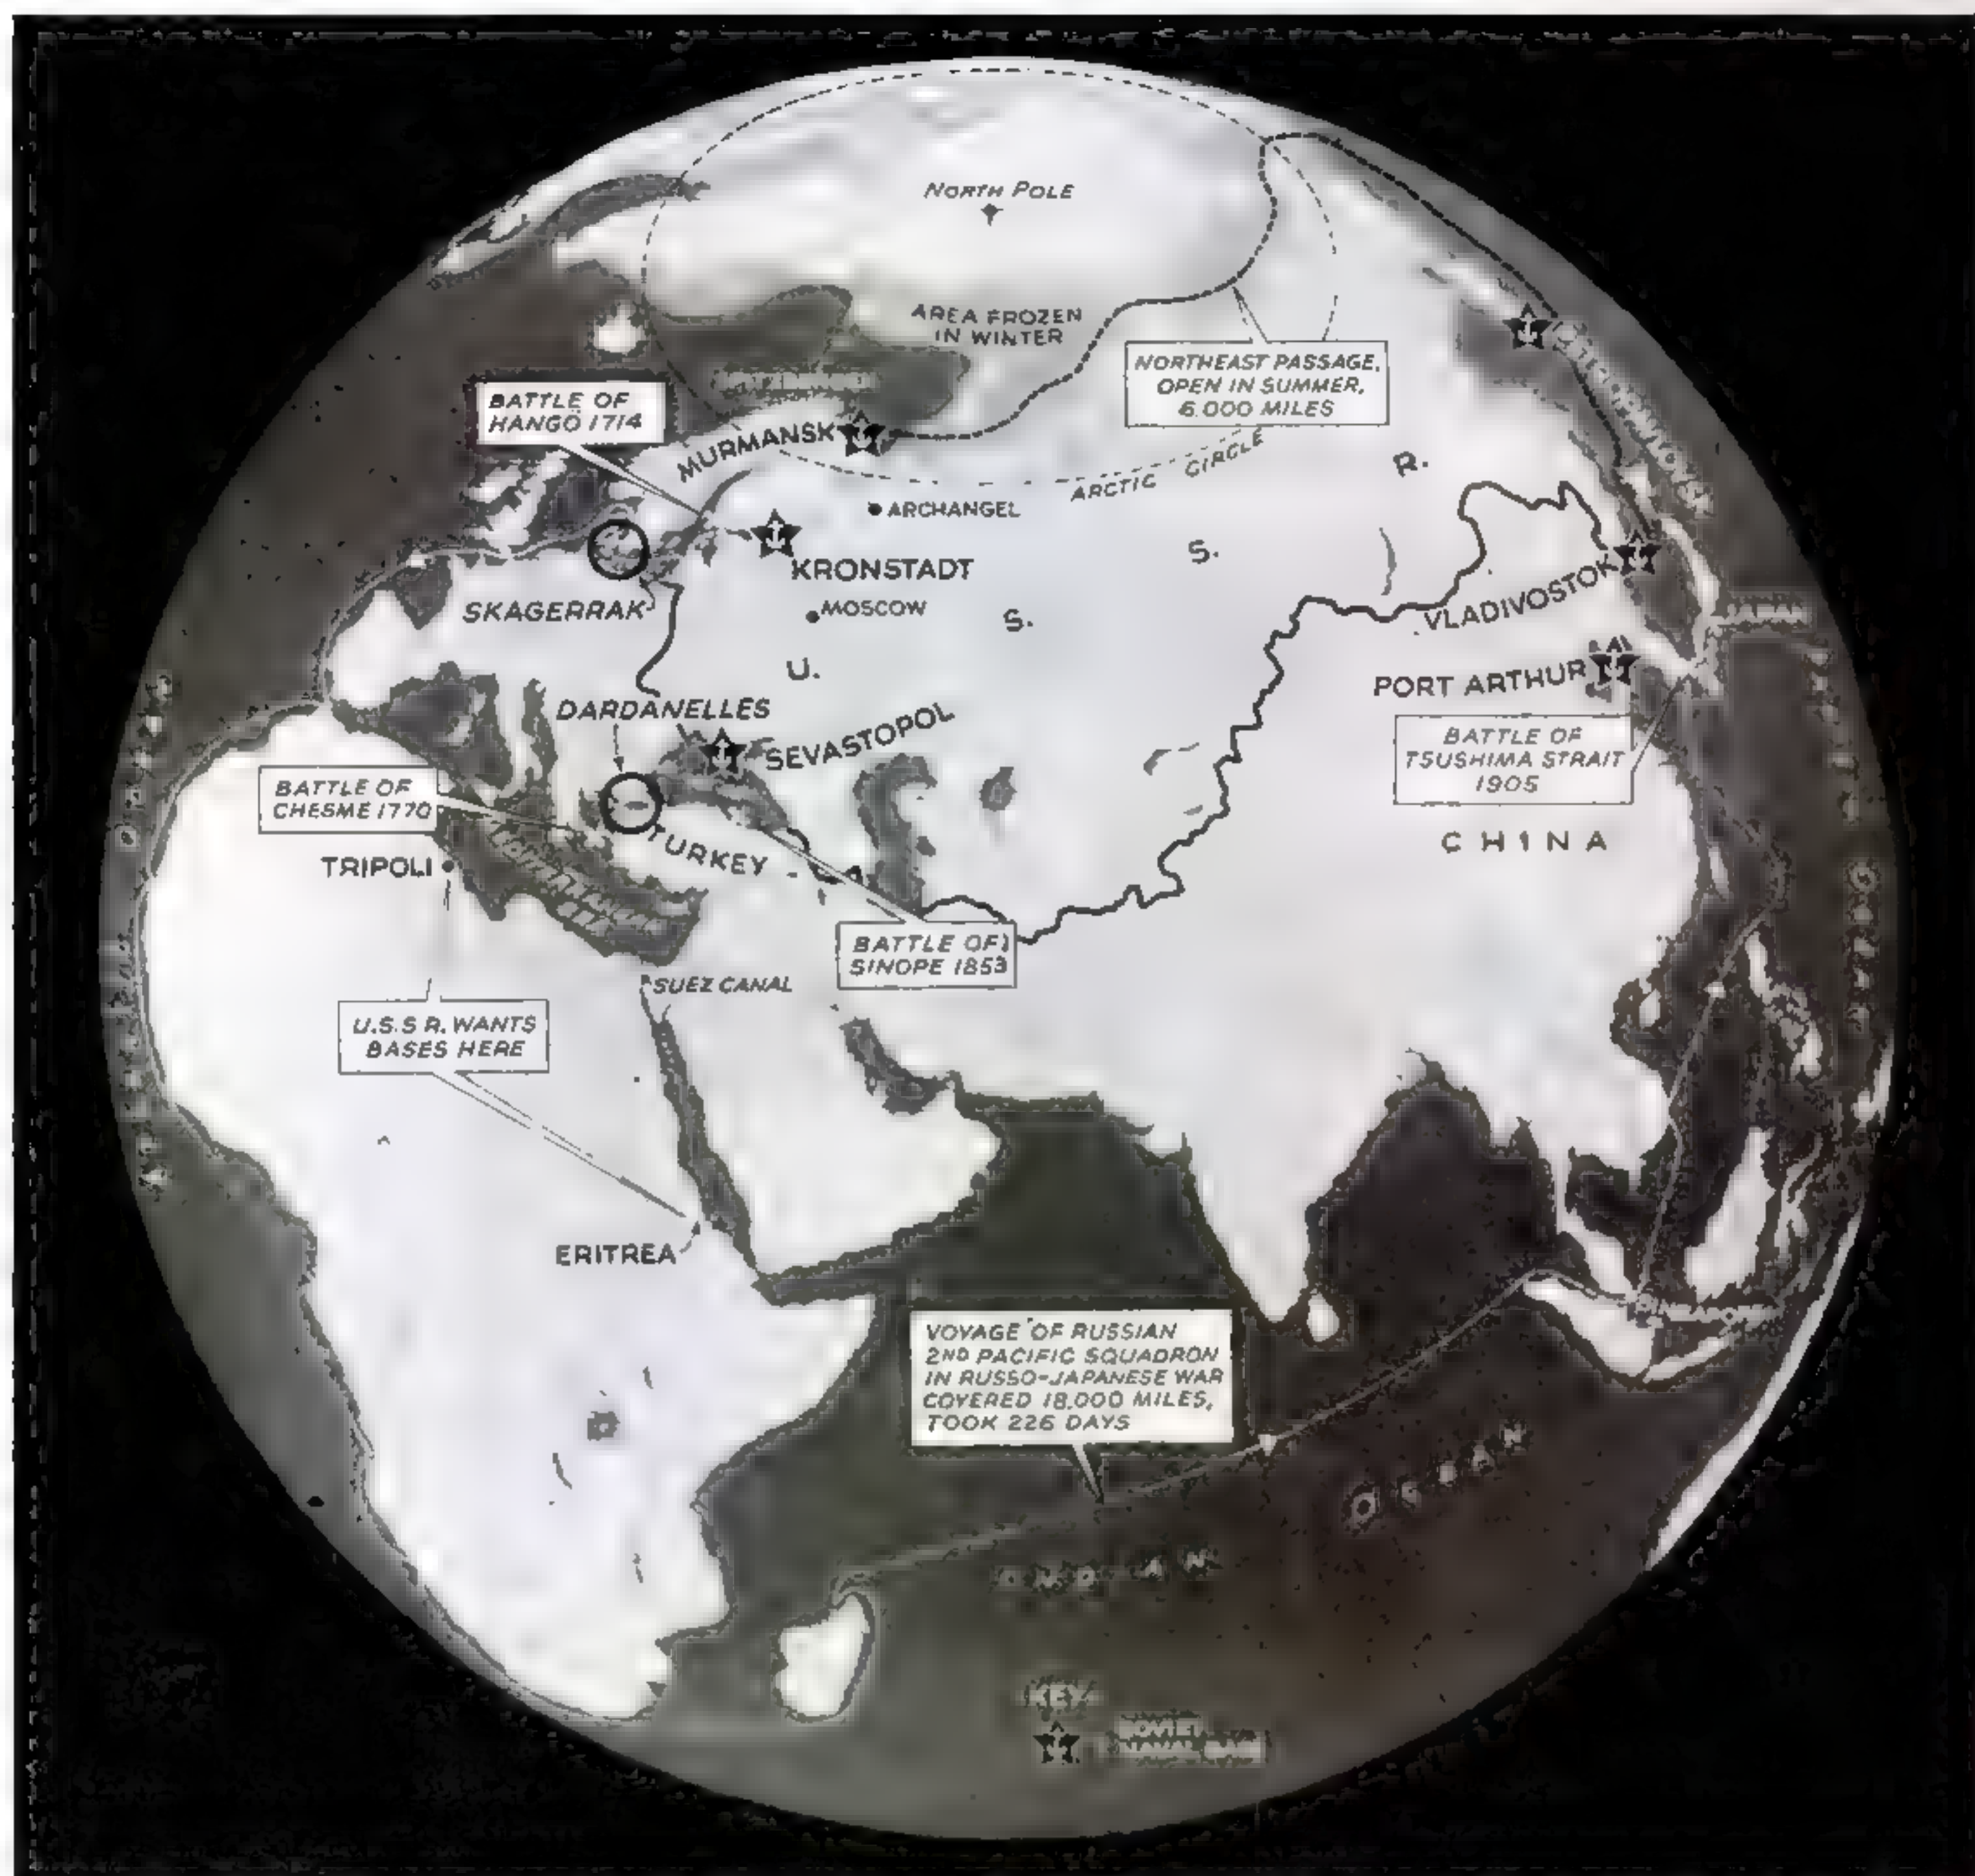 NORTH POLE
AREA FROZEN
IN WINTER
NORTHEAST PASSAGE,
OPEN IN SUMMER,
6.000 MILES
BATTLE OF
HANGÖ 1714
MURMANSK
ARCTIC CIRCLE
ARCHANGEL
KRONSTADT
MOSCOW
SKAGERRAK
U. S. S. R.
VLADIVOSTOK
JAPAN
PORT ARTHUR
BATTLE OF
TSUSHIMA STRAIT
1905
CHINA
DARDANELLES
SEVASTOPOL
BATTLE OF
CHESME 1770
TURKEY
TRIPOLI
BATTLE OF
SINOPE 1853
SUEZ CANAL
U.S.S R. WANTS
BASES HERE
ERITREA
VOYAGE OF RUSSIAN
2ND PACIFIC SQUADRON
IN RUSSO-JAPANESE WAR
COVERED 18.000 MILES,
TOOK 226 DAYS
KEY
SOVIET